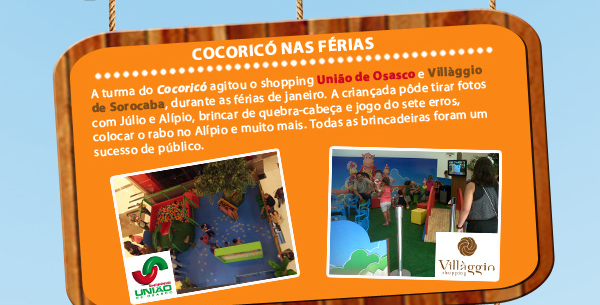 COCORICÓ NAS FÉRIAS
A turma do Cocoricó agitou o shopping União de Osasco e Villàggio
de Sorocaba, durante as férias de janeiro. A criançada pôde tirar fotos
com Júlio e Alípio, brincar de quebra-cabeça e jogo do sete erros,
colocar o rabo no Alípio e muito mais. Todas as brincadeiras foram um
sucesso de público.
UNIÃO
DE OSASCO
Villàggio
shopping